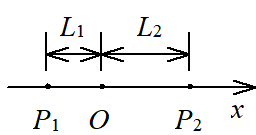 L₁ L₂
P₁ O P₂ x